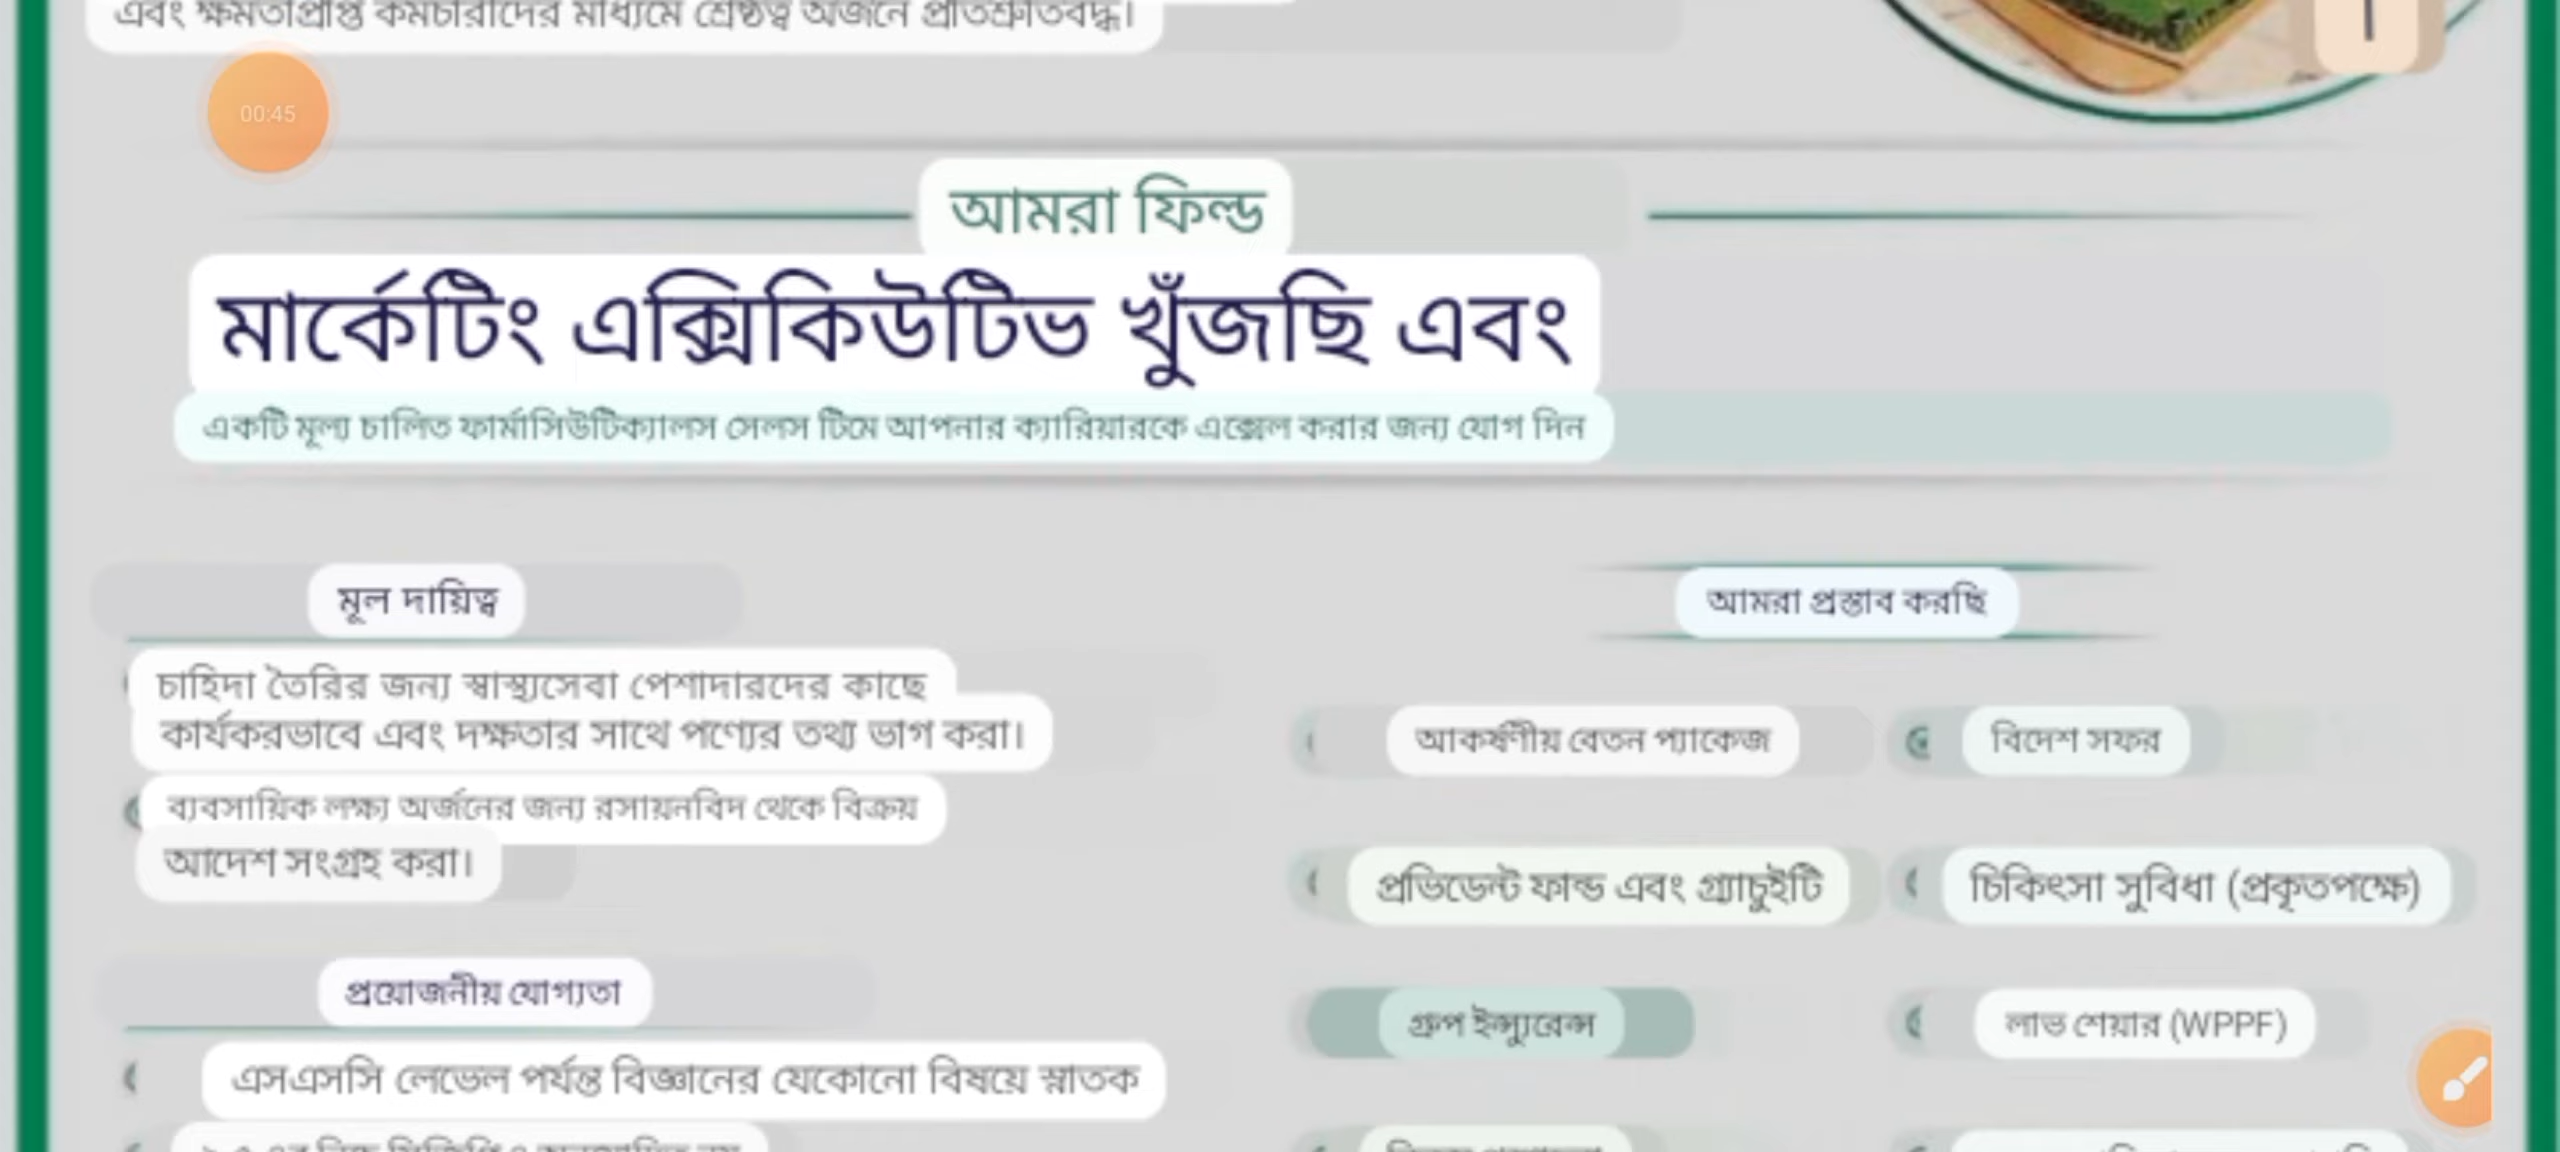 এবং ক্ষমতাপ্রাপ্ত কর্মচারীদের মাধ্যমে শ্রেষ্ঠত্ব অর্জনে প্রতিশ্রুতিবদ্ধ।
00:45
আমরা ফিল্ড
মার্কেটিং এক্সিকিউটিভ খুঁজছি এবং
একটি মূল্য চালিত ফার্মাসিউটিক্যালস সেলস টিমে আপনার ক্যারিয়ারকে এক্সেল করার জন্য যোগ দিন
মূল দায়িত্ব
চাহিদা তৈরির জন্য স্বাস্থ্যসেবা পেশাদারদের কাছে
কার্যকরভাবে এবং দক্ষতার সাথে পণ্যের তথ্য ভাগ করা।
ব্যবসায়িক লক্ষ্য অর্জনের জন্য রসায়নবিদ থেকে বিক্রয়
আদেশ সংগ্রহ করা।
প্রয়োজনীয় যোগ্যতা
এসএসসি লেভেল পর্যন্ত বিজ্ঞানের যেকোনো বিষয়ে স্নাতক
আমরা প্রস্তাব করছি
আকর্ষণীয় বেতন প্যাকেজ
বিদেশ সফর
প্রভিডেন্ট ফান্ড এবং গ্র্যাচুইটি
চিকিৎসা সুবিধা (প্রকৃতপক্ষে)
গ্রুপ ইন্স্যুরেন্স
লাভ শেয়ার (WPPF)